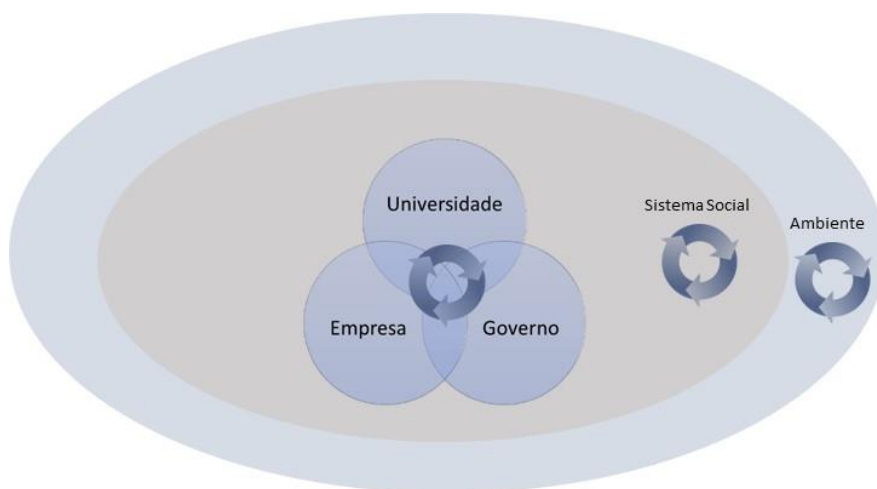 Universidade
Sistema Social
Ambiente
Empresa
Governo